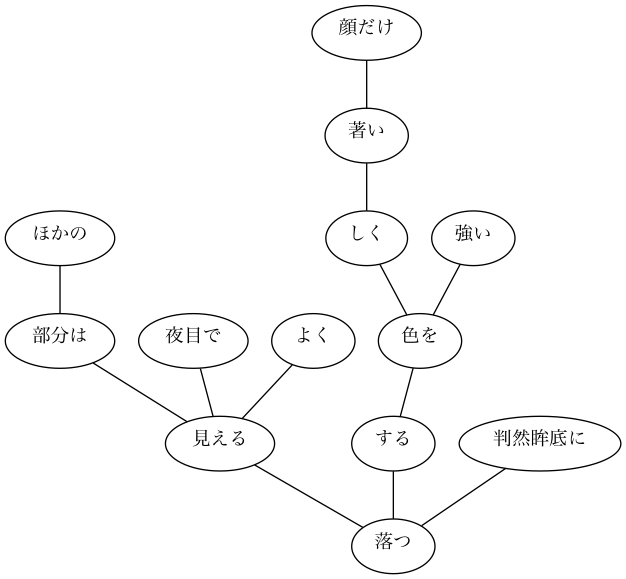 顔だけ
著い
しく
強い
ほかの
部分は
夜目で
よく
色を
見える
する
判然眸底に
落つ